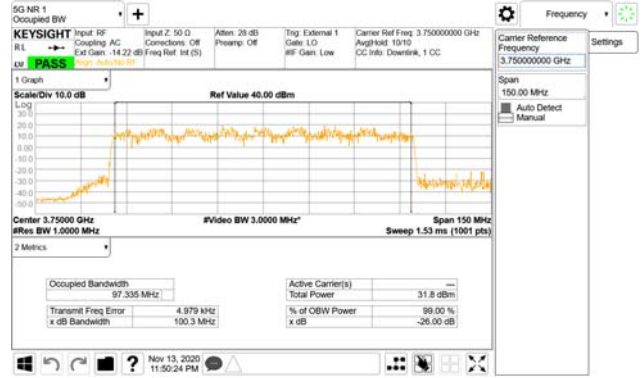 5G NR 1
Occupied BW
Frequency
KEYSIGHT
Input: RF
Input Z: 50 Ω
Atten: 28 dB
Trig: External 1
Carrier Ref Freq: 3.750000000 GHz
RL
Coupling: AC
Corrections: Off
Preamp: Off
Gate: LO
Avg|Hold: 10/10
Ext Gain: -14.22 dB
Freq Ref: Int (S)
#IF Gain: Low
CC Info: Downlink, 1 CC
PASS
Align: Auto/No RF
Carrier Reference
Frequency
3.750000000 GHz
Settings
Span
150.00 MHz
Auto Detect
Manual
1 Graph
Scale/Div 10.0 dB
Ref Value 40.00 dBm
Log
30.0
20.0
10.0
0.00
-10.0
-20.0
-30.0
-40.0
-50.0
Center 3.75000 GHz
#Video BW 3.0000 MHz*
Span 150 MHz
#Res BW 1.0000 MHz
Sweep 1.53 ms (1001 pts)
2 Metrics
Occupied Bandwidth
97.335 MHz
Active Carrier(s)
---
Total Power
31.8 dBm
Transmit Freq Error
4.979 kHz
% of OBW Power
99.00 %
x dB Bandwidth
100.3 MHz
x dB
-26.00 dB
Nov 13, 2020
11:50:24 PM